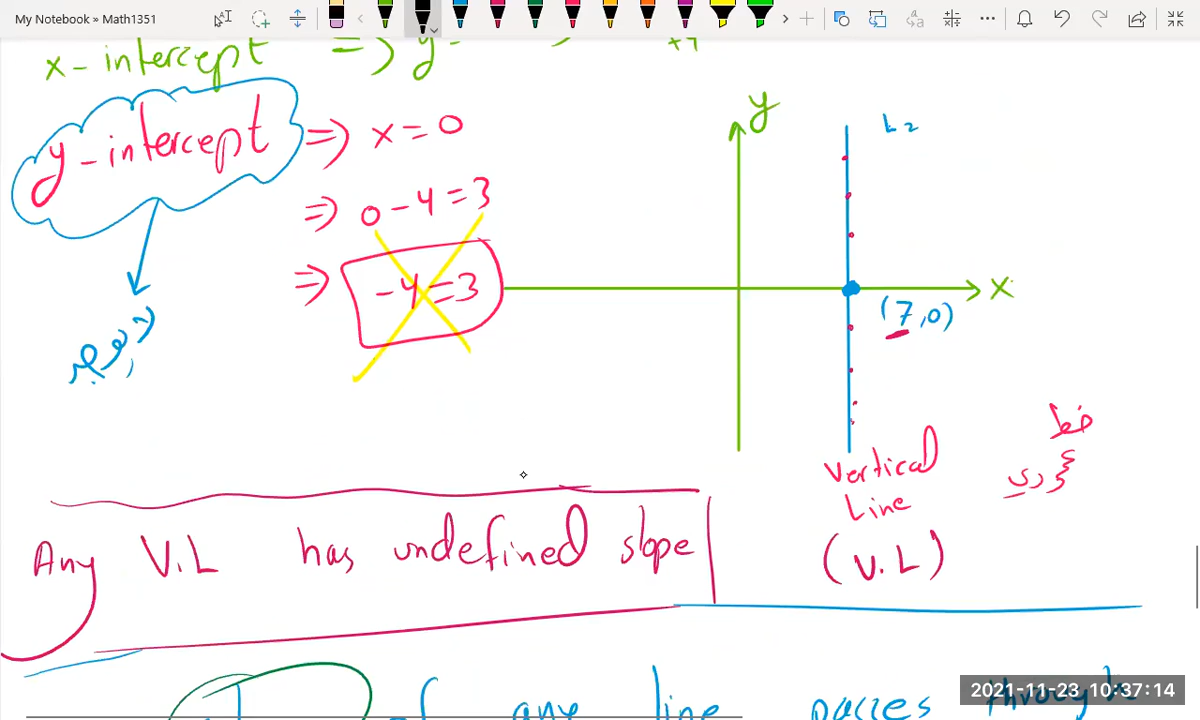 My Notebook » Math1351
x - intercept ⇒ y =
y - intercept ⇒ x = 0
⇒ 0 - 4 = 3
⇒ -4 = 3
y
L2
x
(7,0)
Vertical
Line
(V.L)
خط
عمودي
Any V.L has undefined slope
of any line passes through
2021-11-23 10:37:14